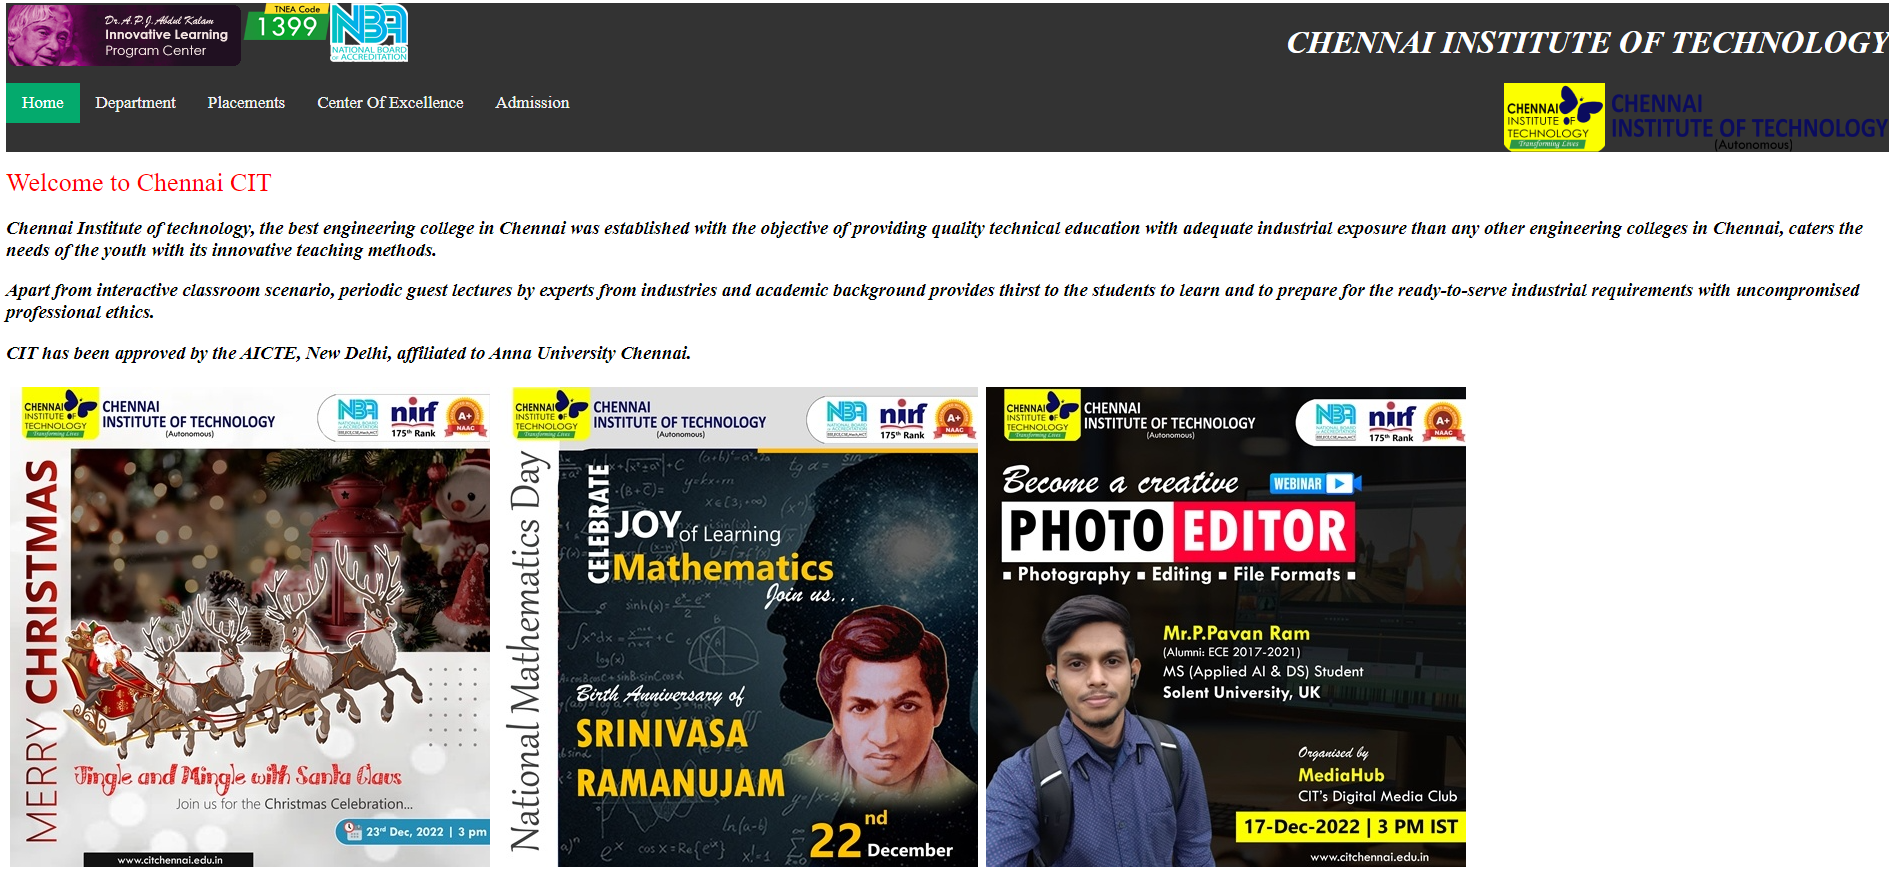 Dr. A.P.J. Abdul Kalam
Innovative Learning
Program Center
TNEA Code
1399
NBA
NATIONAL BOARD
OF ACCREDITATION
CHENNAI INSTITUTE OF TECHNOLOGY
Home Department Placements Center Of Excellence Admission
CHENNAI
INSTITUTE OF
TECHNOLOGY
Transforming Lives
CHENNAI
INSTITUTE OF TECHNOLOGY
(Autonomous)
Welcome to Chennai CIT
Chennai Institute of technology, the best engineering college in Chennai was established with the objective of providing quality technical education with adequate industrial exposure than any other engineering colleges in Chennai, caters the
needs of the youth with its innovative teaching methods.
Apart from interactive classroom scenario, periodic guest lectures by experts from industries and academic background provides thirst to the students to learn and to prepare for the ready-to-serve industrial requirements with uncompromised
professional ethics.
CIT has been approved by the AICTE, New Delhi, affiliated to Anna University Chennai.
CHENNAI
INSTITUTE OF
TECHNOLOGY
Transforming Lives
CHENNAI
INSTITUTE OF TECHNOLOGY
(Autonomous)
NBA
nirf
175th Rank
A+
NAAC
MERRY CHRISTMAS
Jingle and Mingle with Santa Claus
Join us for the Christmas Celebration...
23rd Dec, 2022 | 3 pm
www.citchennai.edu.in
CHENNAI
INSTITUTE OF
TECHNOLOGY
Transforming Lives
CHENNAI
INSTITUTE OF TECHNOLOGY
(Autonomous)
NBA
nirf
175th Rank
A+
NAAC
National Mathematics Day
CELEBRATE
JOY of Learning
Mathematics
Join us...
Birth Anniversary of
SRINIVASA
RAMANUJAM
22nd
December
CHENNAI
INSTITUTE OF
TECHNOLOGY
Transforming Lives
CHENNAI
INSTITUTE OF TECHNOLOGY
(Autonomous)
NBA
nirf
175th Rank
A+
NAAC
Become a creative
WEBINAR
PHOTO EDITOR
▪ Photography ▪ Editing ▪ File Formats ▪
Mr.P.Pavan Ram
(Alumni: ECE 2017-2021)
MS (Applied AI & DS) Student
Solent University, UK
Organised by
MediaHub
CIT's Digital Media Club
17-Dec-2022 | 3 PM IST
www.citchennai.edu.in